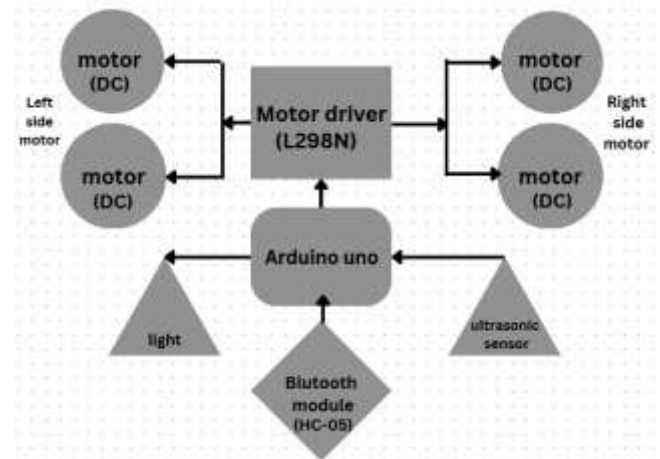 motor
(DC)
motor
(DC)
Left
side
motor
motor
(DC)
motor
(DC)
Right
side
motor
Motor driver
(L298N)
Arduino uno
light
ultrasonic
sensor
Blutooth
module
(HC-05)